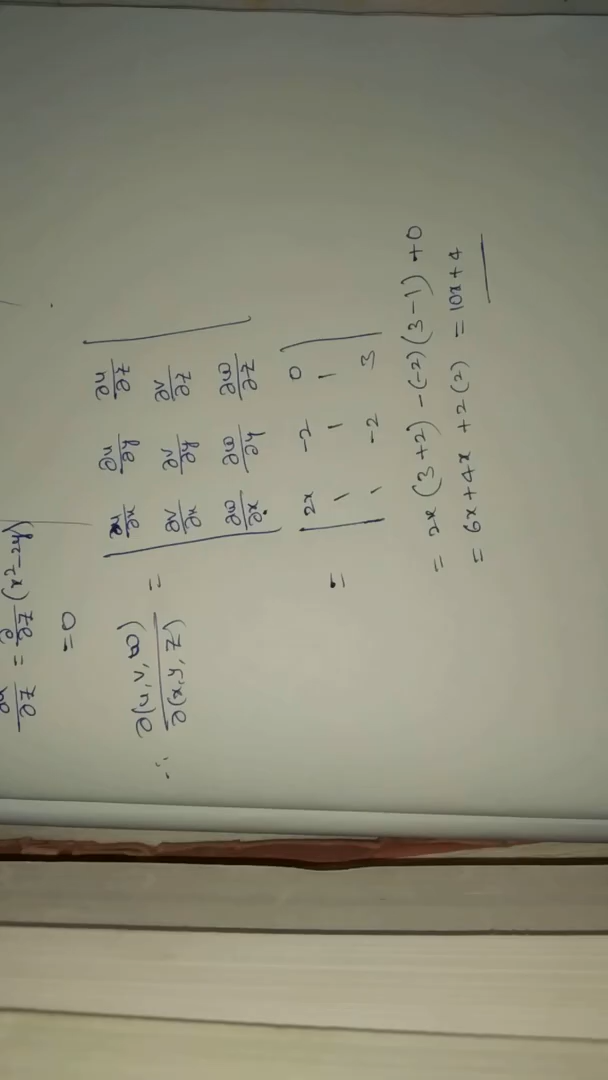 ∂u/∂z = ∂/∂z (x² - 2y)
= 0
∴ ∂(u, v, w)/∂(x, y, z) = | ∂u/∂x ∂u/∂y ∂u/∂z |
| ∂v/∂x ∂v/∂y ∂v/∂z |
| ∂w/∂x ∂w/∂y ∂w/∂z |
= | 2x -2 0 |
| 1 1 1 |
| 1 -2 3 |
= 2x (3+2) - (-2) (3-1) + 0
= 6x + 4x + 2(2) = 10x + 4